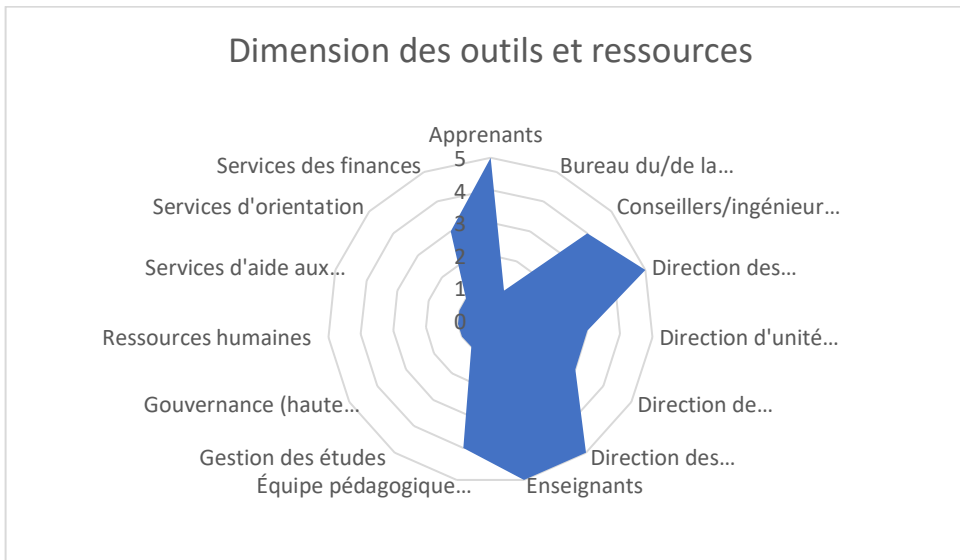 Dimension des outils et ressources
Apprenants
Bureau du/de la…
Conseillers/ingénieur…
Direction des…
Direction d'unité…
Direction de…
Direction des…
Enseignants
Équipe pédagogique…
Gestion des études
Gouvernance (haute…
Ressources humaines
Services d'aide aux…
Services d'orientation
Services des finances
5
4
3
2
1
0